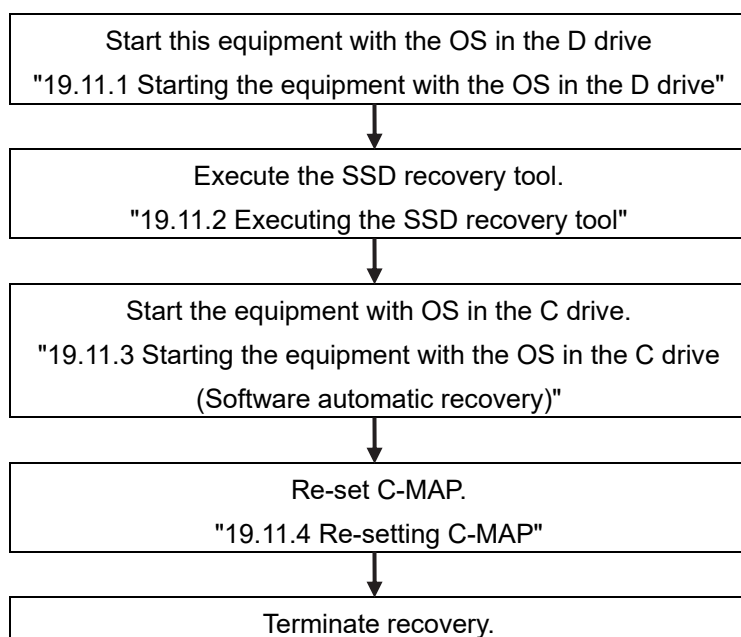 Start this equipment with the OS in the D drive
"19.11.1 Starting the equipment with the OS in the D drive"
Execute the SSD recovery tool.
"19.11.2 Executing the SSD recovery tool"
Start the equipment with OS in the C drive.
"19.11.3 Starting the equipment with the OS in the C drive
(Software automatic recovery)"
Re-set C-MAP.
"19.11.4 Re-setting C-MAP"
Terminate recovery.